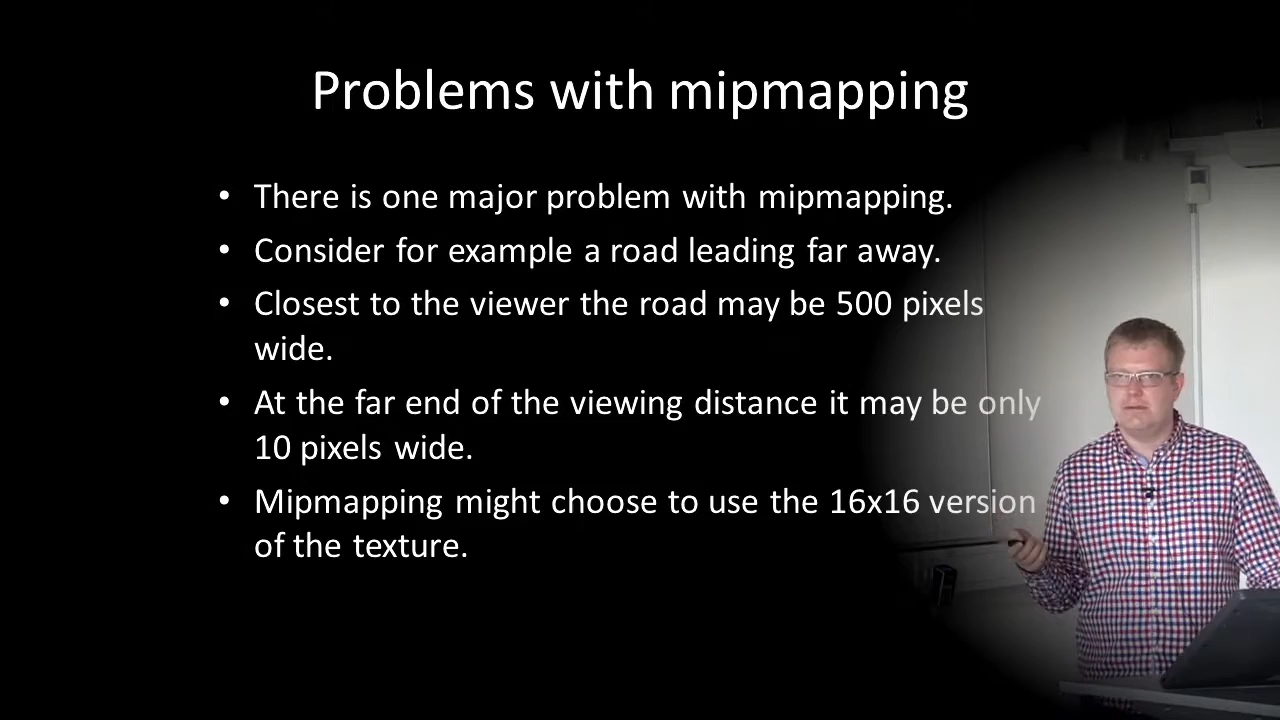 Problems with mipmapping
• There is one major problem with mipmapping.
• Consider for example a road leading far away.
• Closest to the viewer the road may be 500 pixels
wide.
• At the far end of the viewing distance it may be only
10 pixels wide.
• Mipmapping might choose to use the 16x16 version
of the texture.